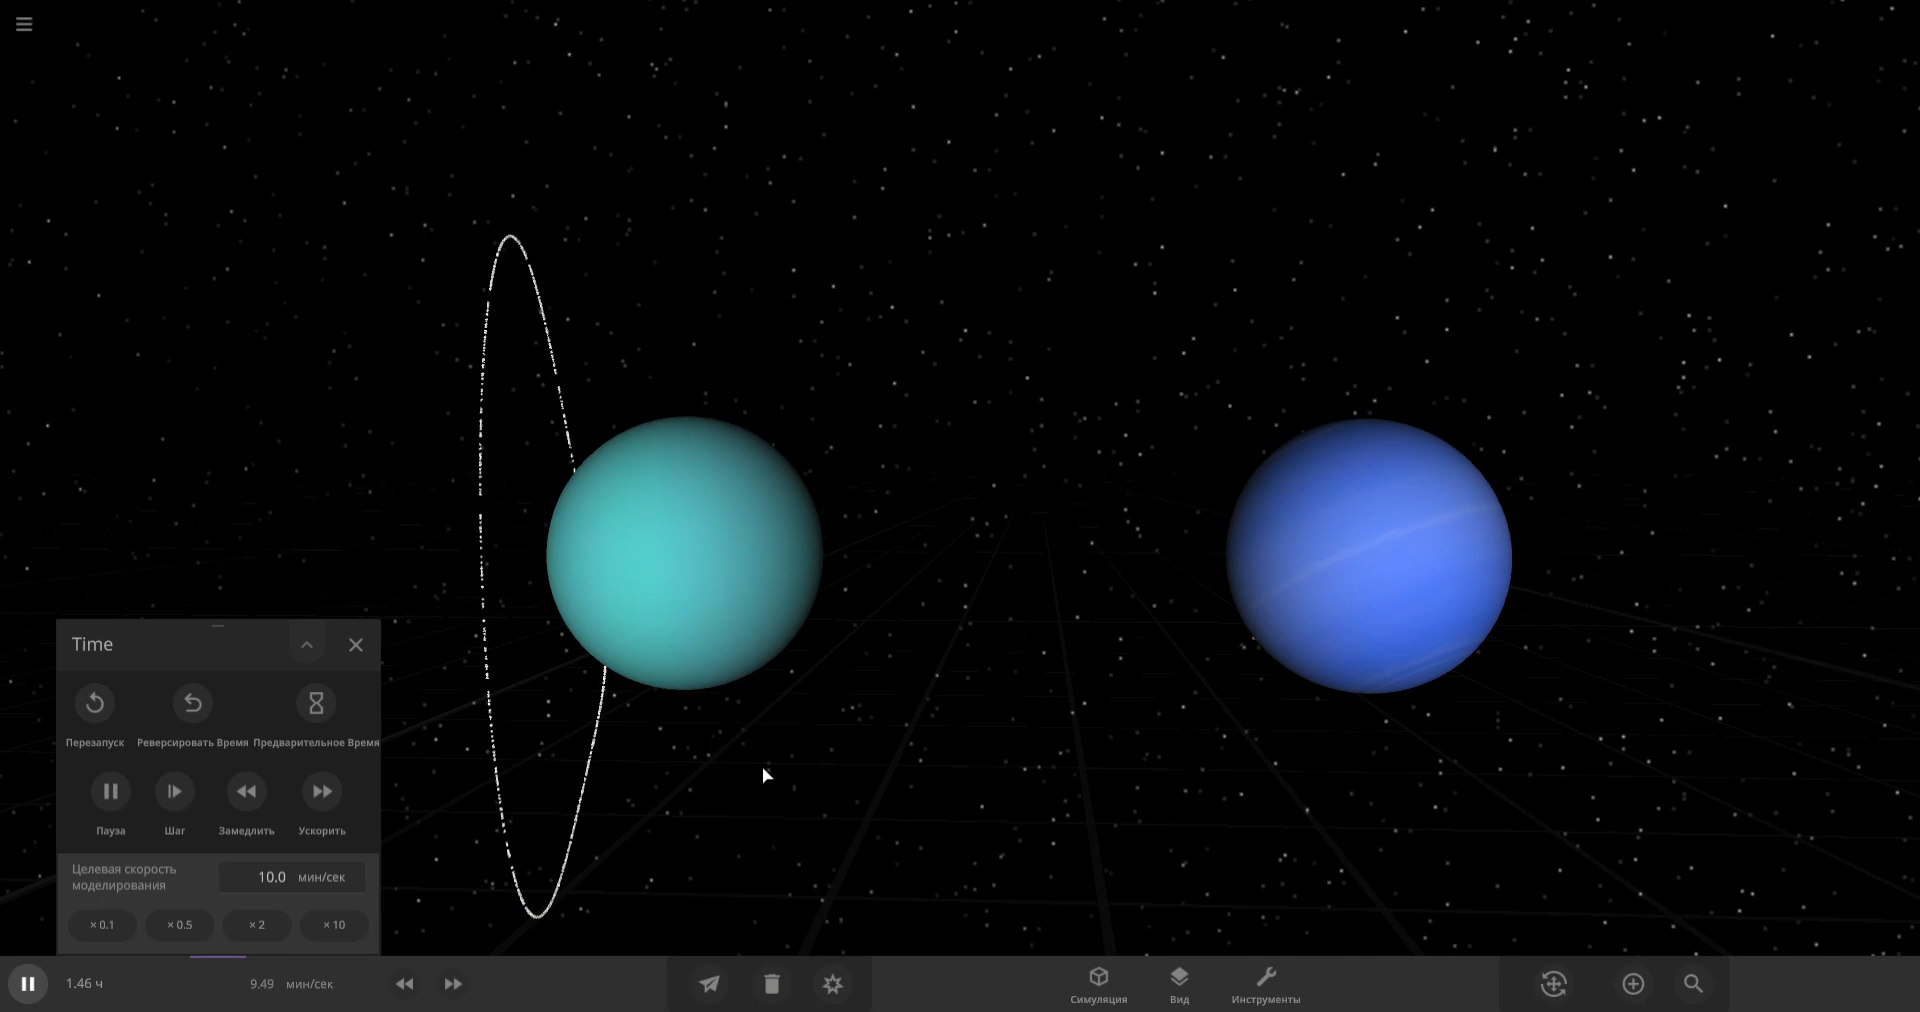 Time
Перезапуск
Реверсировать Время
Предварительное Время
Пауза
Шаг
Замедлить
Ускорить
Целевая скорость
моделирования
10.0 мин/сек
× 0.1
× 0.5
× 2
× 10
1.46 ч
9.49 мин/сек
Симуляция
Вид
Инструменты